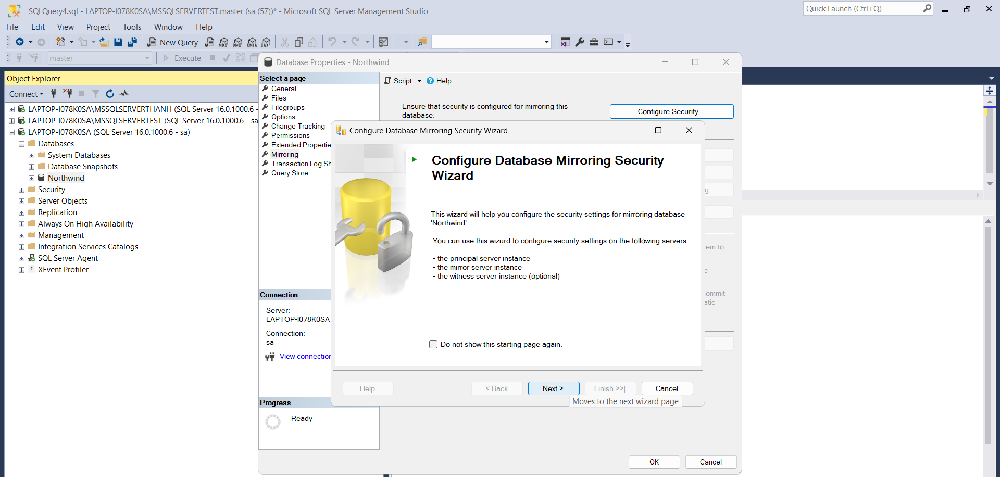 SQLQuery4.sql - LAPTOP-I078K0SA\MSSQLSERVERTEST.master (sa (57))* - Microsoft SQL Server Management Studio
Quick Launch (Ctrl+Q)
File Edit View Project Tools Window Help
New Query
MDX DMX XMLA DAX
master
Execute
Object Explorer
Connect
LAPTOP-I078K0SA\MSSQLSERVERTHANH (SQL Server 16.0.1000.6 -
LAPTOP-I078K0SA\MSSQLSERVERTEST (SQL Server 16.0.1000.6 - sa
LAPTOP-I078K0SA (SQL Server 16.0.1000.6 - sa)
Databases
System Databases
Database Snapshots
Northwind
Security
Server Objects
Replication
Always On High Availability
Management
Integration Services Catalogs
SQL Server Agent
XEvent Profiler
Database Properties - Northwind
Select a page
General
Files
Filegroups
Options
Change Tracking
Permissions
Extended Propertie
Mirroring
Transaction Log Sh
Query Store
Connection
Server:
LAPTOP-I078K0SA
Connection:
sa
View connection
Progress
Ready
Script
Help
Ensure that security is configured for mirroring this
database.
Configure Security...
g
em to
e
ommit
atic
OK
Cancel
Configure Database Mirroring Security Wizard
Configure Database Mirroring Security
Wizard
This wizard will help you configure the security settings for mirroring database
'Northwind'.
You can use this wizard to configure security settings on the following servers:
- the principal server instance
- the mirror server instance
- the witness server instance (optional)
Do not show this starting page again.
Help
< Back
Next >
Finish >>|
Cancel
Moves to the next wizard page